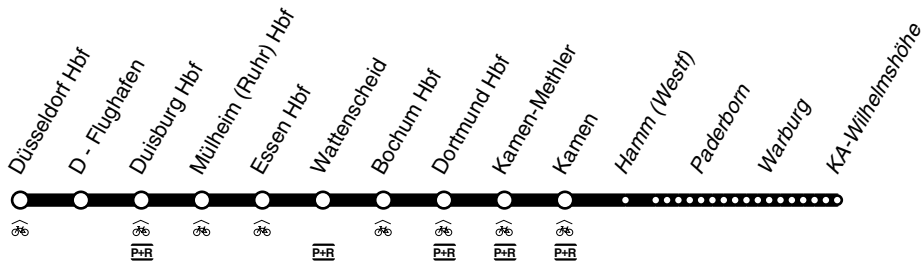 Düsseldorf Hbf
D - Flughafen
Duisburg Hbf
Mülheim (Ruhr) Hbf
Essen Hbf
Wattenscheid
Bochum Hbf
Dortmund Hbf
Kamen-Methler
Kamen
Hamm (Westf)
Paderborn
Warburg
KA-Wilhelmshöhe
P+R
P+R
P+R
P+R
P+R